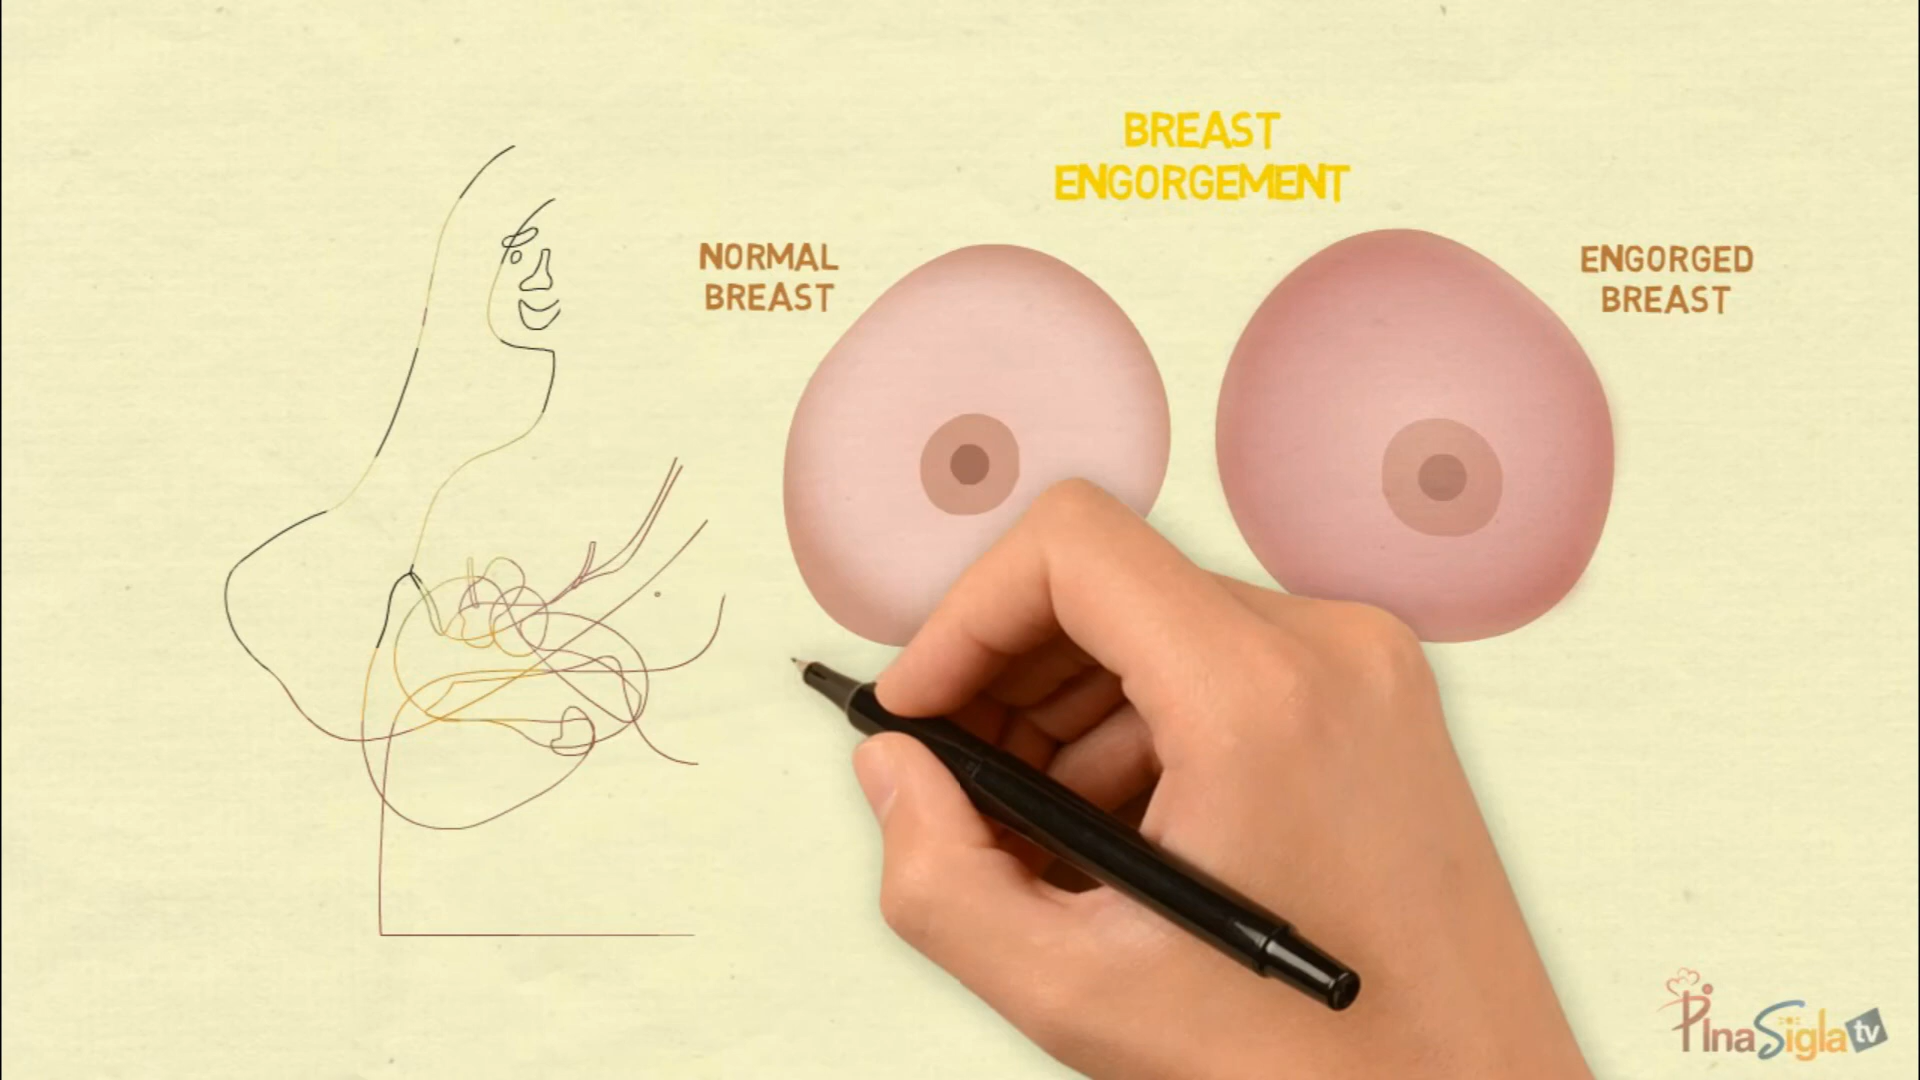 BREAST
ENGORGEMENT
NORMAL
BREAST
ENGORGED
BREAST
PInaSigla tv